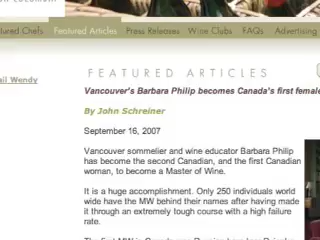 Featured Chefs Featured Articles Press Releases Wine Clubs FAQs Advertising
FEATURED ARTICLES
Wendy
Vancouver's Barbara Philip becomes Canada's first
By John Schreiner
September 16, 2007
Vancouver sommelier and wine educator Barbara Philip
has become the second Canadian, and the first Canadian
woman, to become a Master of Wine.
It is a huge accomplishment. Only 250 individuals world
wide have the MW behind their names after having made
it through an extremely tough course with a high failure
rate.